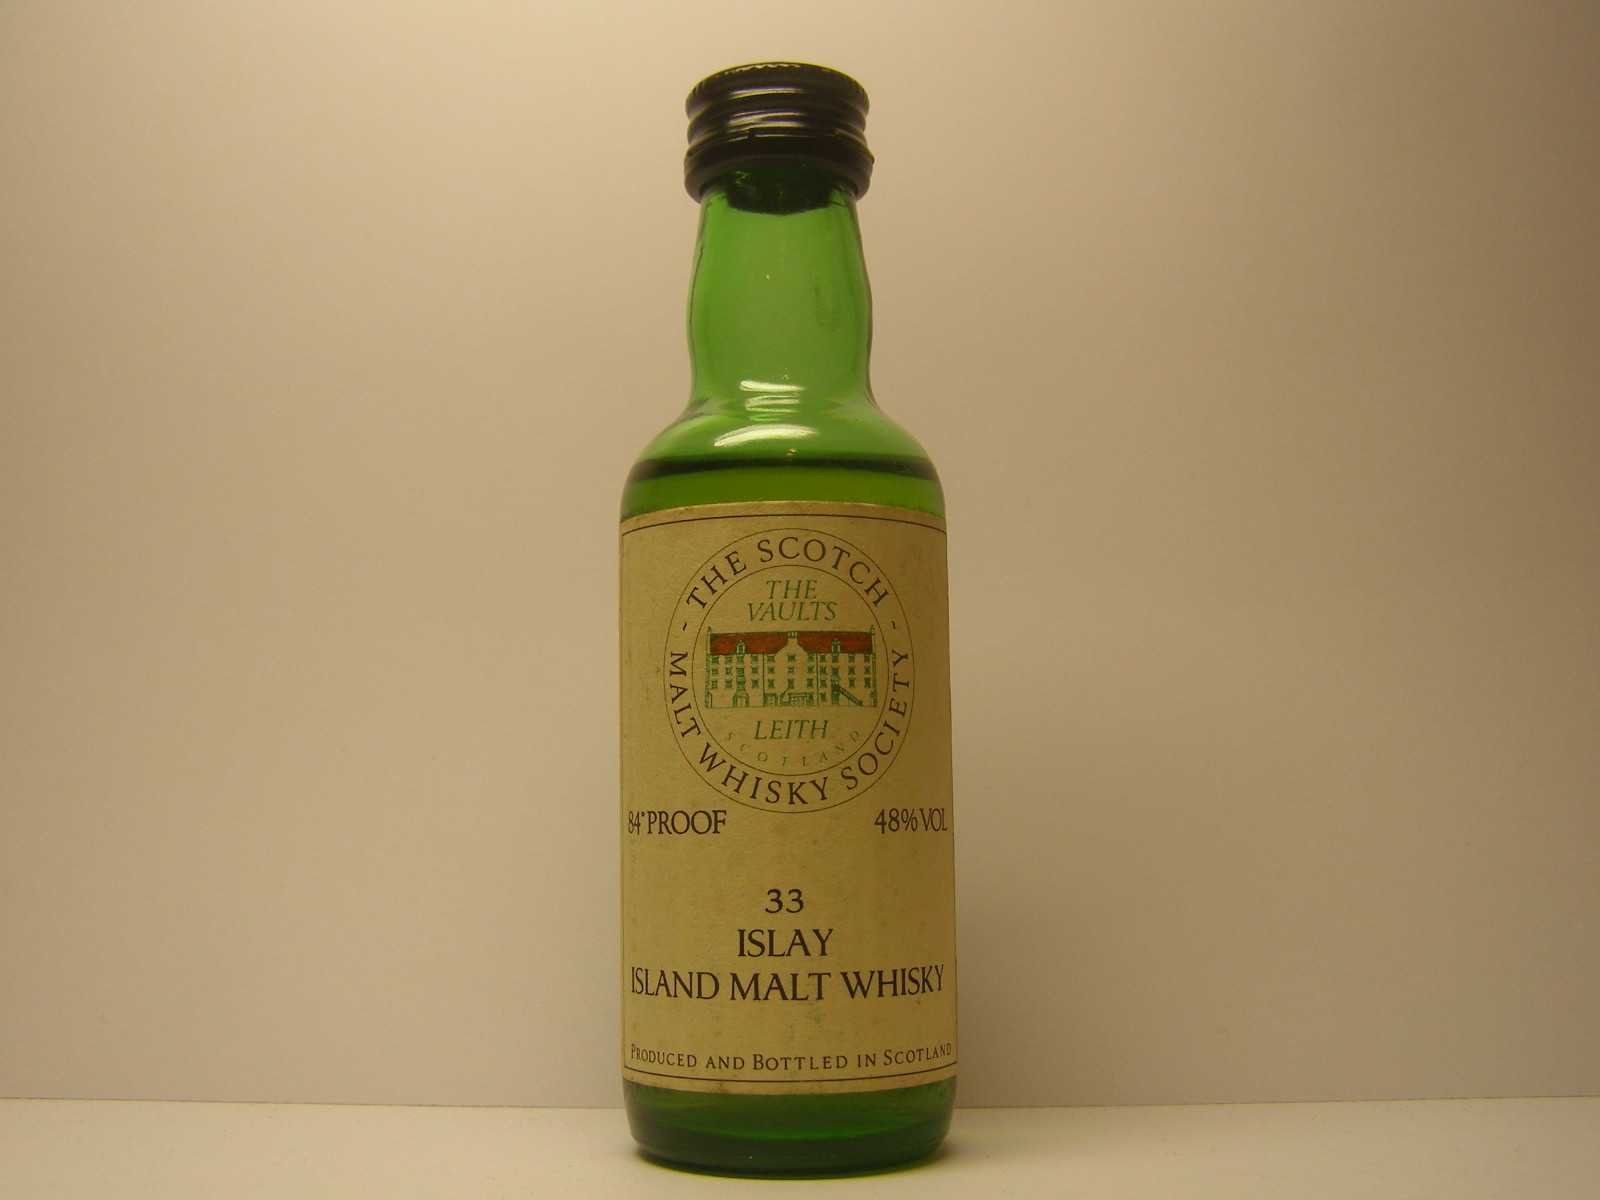 THE SCOTCH
MALT WHISKY SOCIETY
THE
VAULTS
LEITH
SCOTLAND
84°PROOF 48%VOL
33
ISLAY
ISLAND MALT WHISKY
PRODUCED AND BOTTLED IN SCOTLAND